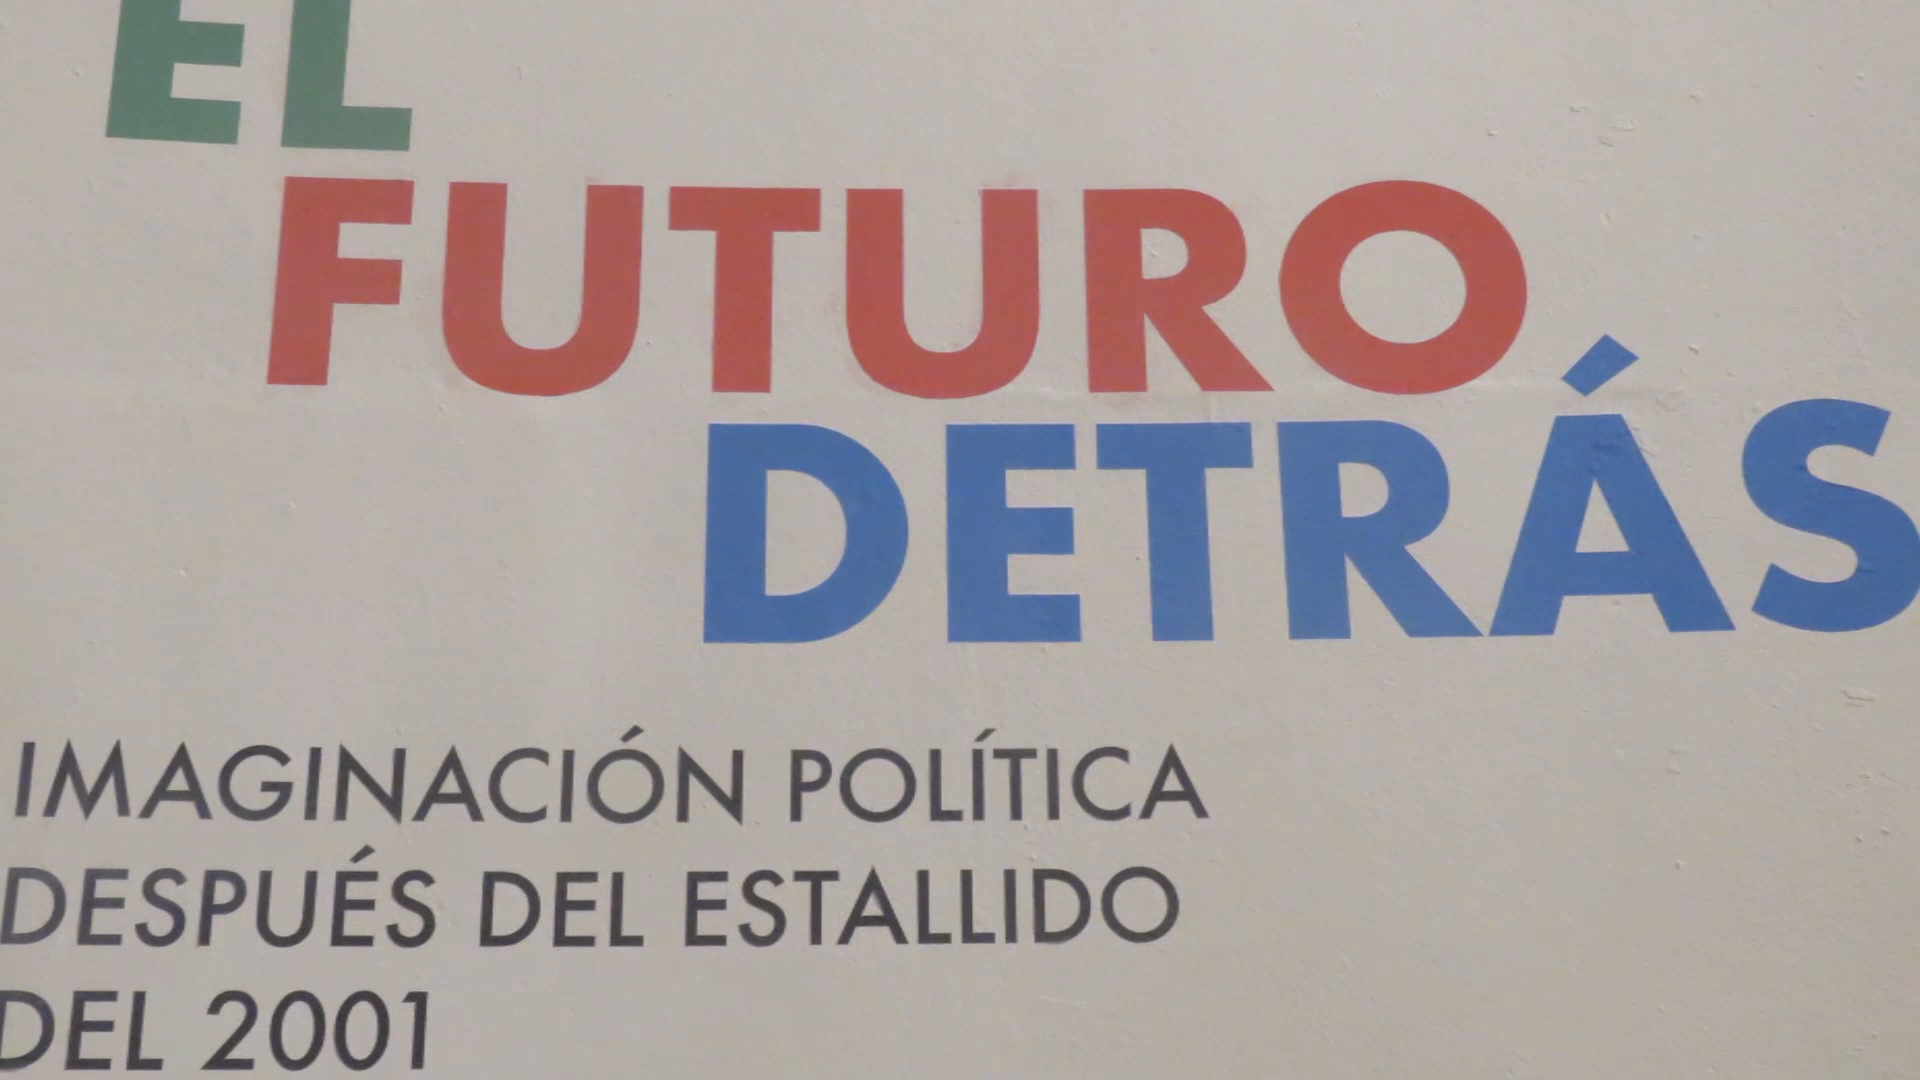 EL
FUTURO
DETRÁS
IMAGINACIÓN POLÍTICA
DESPUÉS DEL ESTALLIDO
DEL 2001